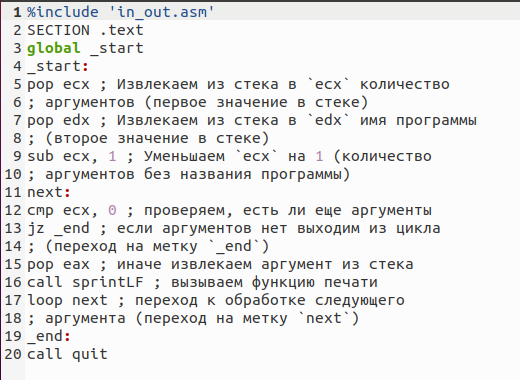 1 %include 'in_out.asm'
2 SECTION .text
3 global _start
4 _start:
5 pop ecx ; Извлекаем из стека в `ecx` количество
6 ; аргументов (первое значение в стеке)
7 pop edx ; Извлекаем из стека в `edx` имя программы
8 ; (второе значение в стеке)
9 sub ecx, 1 ; Уменьшаем `ecx` на 1 (количество
10 ; аргументов без названия программы)
11 next:
12 cmp ecx, 0 ; проверяем, есть ли еще аргументы
13 jz _end ; если аргументов нет выходим из цикла
14 ; (переход на метку `_end`)
15 pop eax ; иначе извлекаем аргумент из стека
16 call sprintLF ; вызываем функцию печати
17 loop next ; переход к обработке следующего
18 ; аргумента (переход на метку `next`)
19 _end:
20 call quit